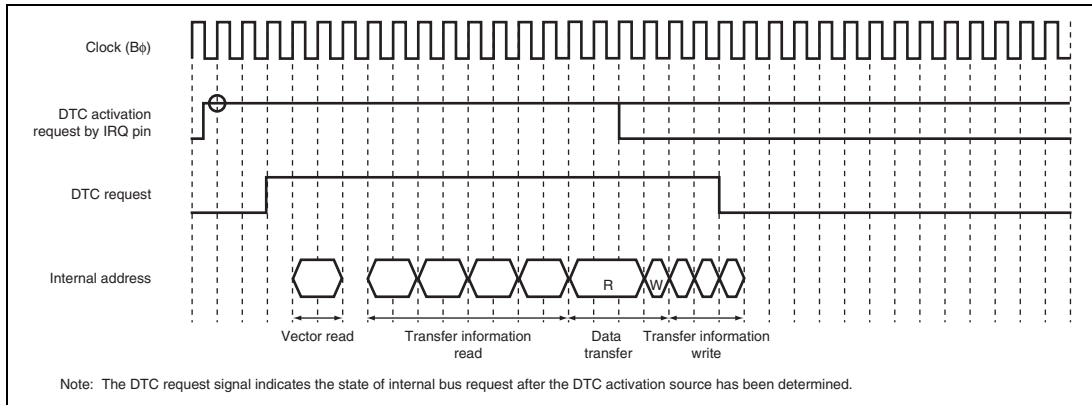 Clock (Bφ)
DTC activation
request by IRQ pin
DTC request
Internal address
R
W
Vector read
Transfer information
read
Data
transfer
Transfer information
write
Note: The DTC request signal indicates the state of internal bus request after the DTC activation source has been determined.